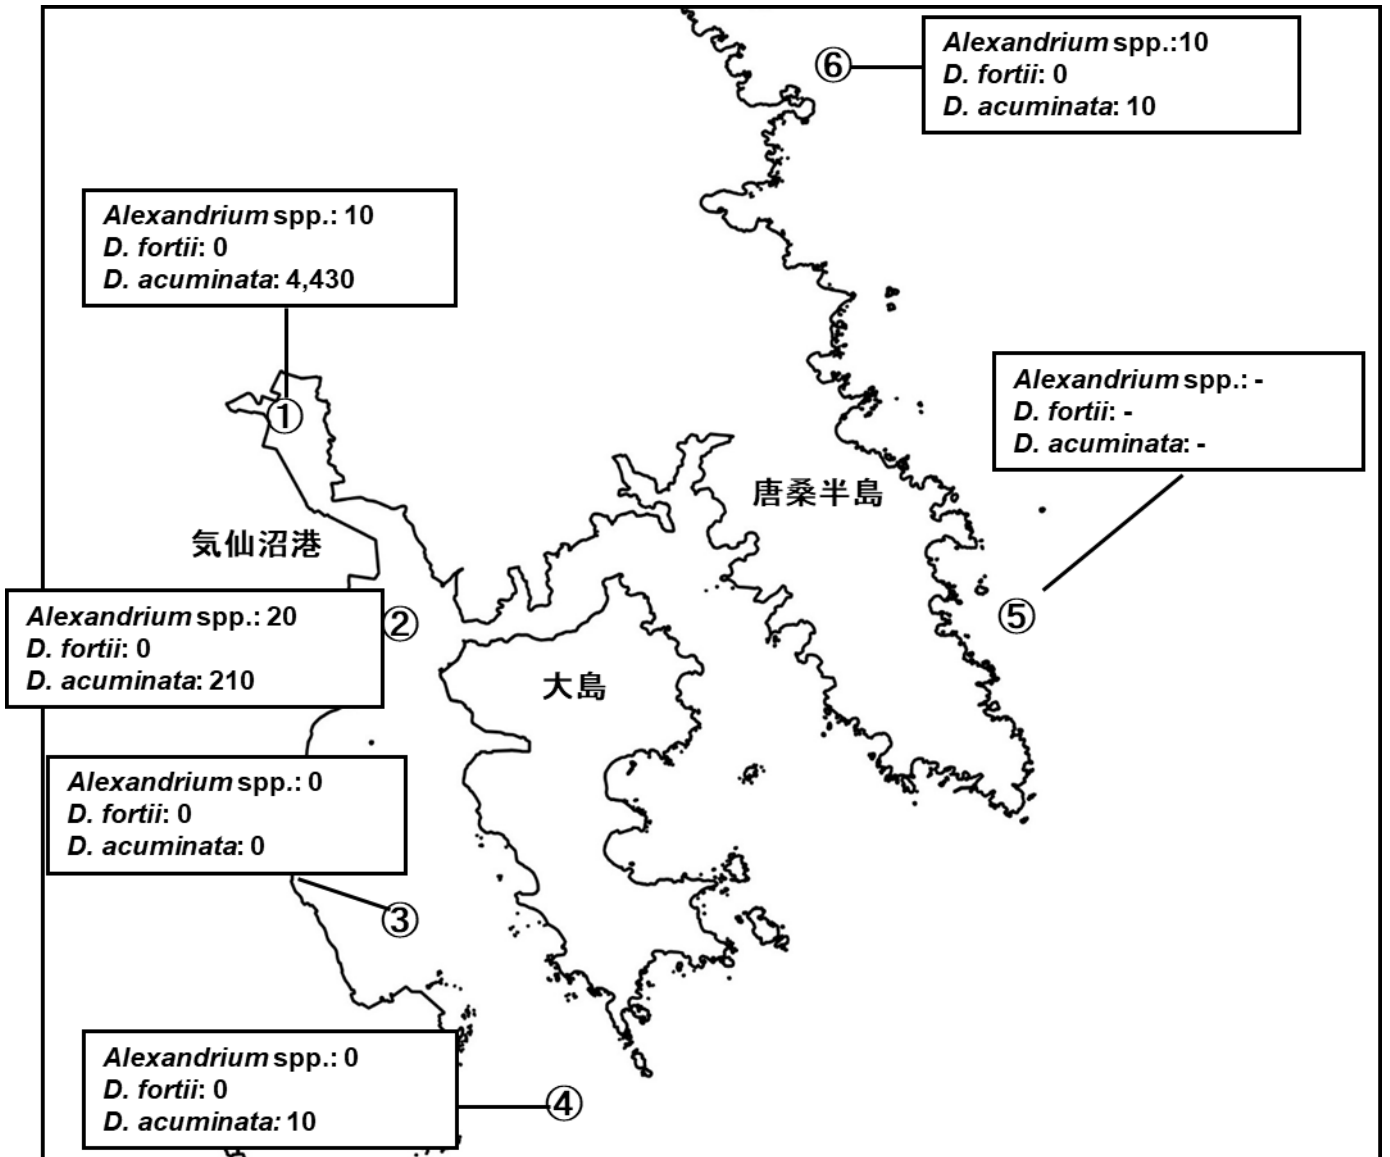 ⑥
Alexandrium spp.:10
D. fortii: 0
D. acuminata: 10
Alexandrium spp.: 10
D. fortii: 0
D. acuminata: 4,430
①
Alexandrium spp.: -
D. fortii: -
D. acuminata: -
唐桑半島
気仙沼港
⑤
Alexandrium spp.: 20
D. fortii: 0
D. acuminata: 210
②
大島
Alexandrium spp.: 0
D. fortii: 0
D. acuminata: 0
③
Alexandrium spp.: 0
D. fortii: 0
D. acuminata: 10
④